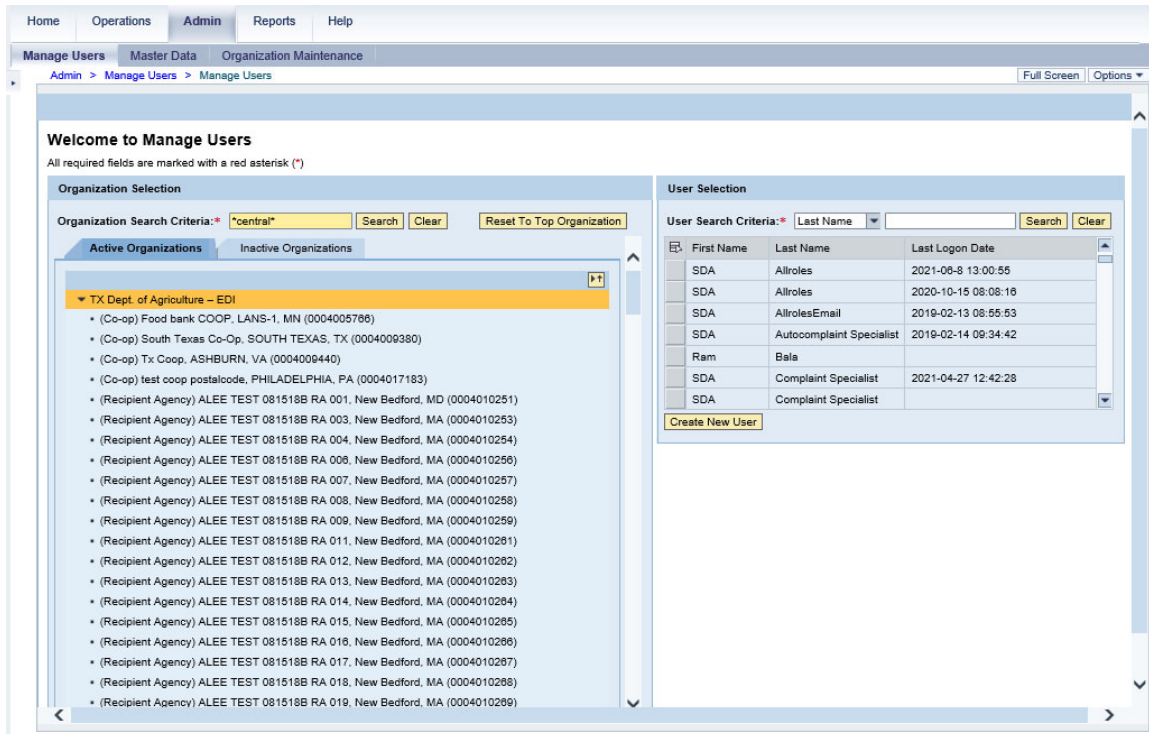 Home Operations Admin Reports Help
Manage Users Master Data Organization Maintenance
Admin > Manage Users > Manage Users Full Screen Options
Welcome to Manage Users
All required fields are marked with a red asterisk (*)
Organization Selection
Organization Search Criteria:* *central* Search Clear Reset To Top Organization
Active Organizations Inactive Organizations
TX Dept. of Agriculture – EDI
• (Co-op) Food bank COOP, LANS-1, MN (0004005766)
• (Co-op) South Texas Co-Op, SOUTH TEXAS, TX (0004009380)
• (Co-op) Tx Coop, ASHBURN, VA (0004009440)
• (Co-op) test coop postalcode, PHILADELPHIA, PA (0004017183)
• (Recipient Agency) ALEE TEST 081518B RA 001, New Bedford, MD (0004010251)
• (Recipient Agency) ALEE TEST 081518B RA 003, New Bedford, MA (0004010253)
• (Recipient Agency) ALEE TEST 081518B RA 004, New Bedford, MA (0004010254)
• (Recipient Agency) ALEE TEST 081518B RA 006, New Bedford, MA (0004010256)
• (Recipient Agency) ALEE TEST 081518B RA 007, New Bedford, MA (0004010257)
• (Recipient Agency) ALEE TEST 081518B RA 008, New Bedford, MA (0004010258)
• (Recipient Agency) ALEE TEST 081518B RA 009, New Bedford, MA (0004010259)
• (Recipient Agency) ALEE TEST 081518B RA 011, New Bedford, MA (0004010261)
• (Recipient Agency) ALEE TEST 081518B RA 012, New Bedford, MA (0004010262)
• (Recipient Agency) ALEE TEST 081518B RA 013, New Bedford, MA (0004010263)
• (Recipient Agency) ALEE TEST 081518B RA 014, New Bedford, MA (0004010264)
• (Recipient Agency) ALEE TEST 081518B RA 015, New Bedford, MA (0004010265)
• (Recipient Agency) ALEE TEST 081518B RA 016, New Bedford, MA (0004010266)
• (Recipient Agency) ALEE TEST 081518B RA 017, New Bedford, MA (0004010267)
• (Recipient Agency) ALEE TEST 081518B RA 018, New Bedford, MA (0004010268)
• (Recipient Agency) ALEE TEST 081518B RA 019, New Bedford, MA (0004010269)
User Selection
User Search Criteria:* Last Name Search Clear
First Name Last Name Last Logon Date
SDA Allroles 2021-06-8 13:00:55
SDA Allroles 2020-10-15 08:08:16
SDA AllrolesEmail 2019-02-13 08:55:53
SDA Autocomplaint Specialist 2019-02-14 09:34:42
Ram Bala
SDA Complaint Specialist 2021-04-27 12:42:28
SDA Complaint Specialist
Create New User